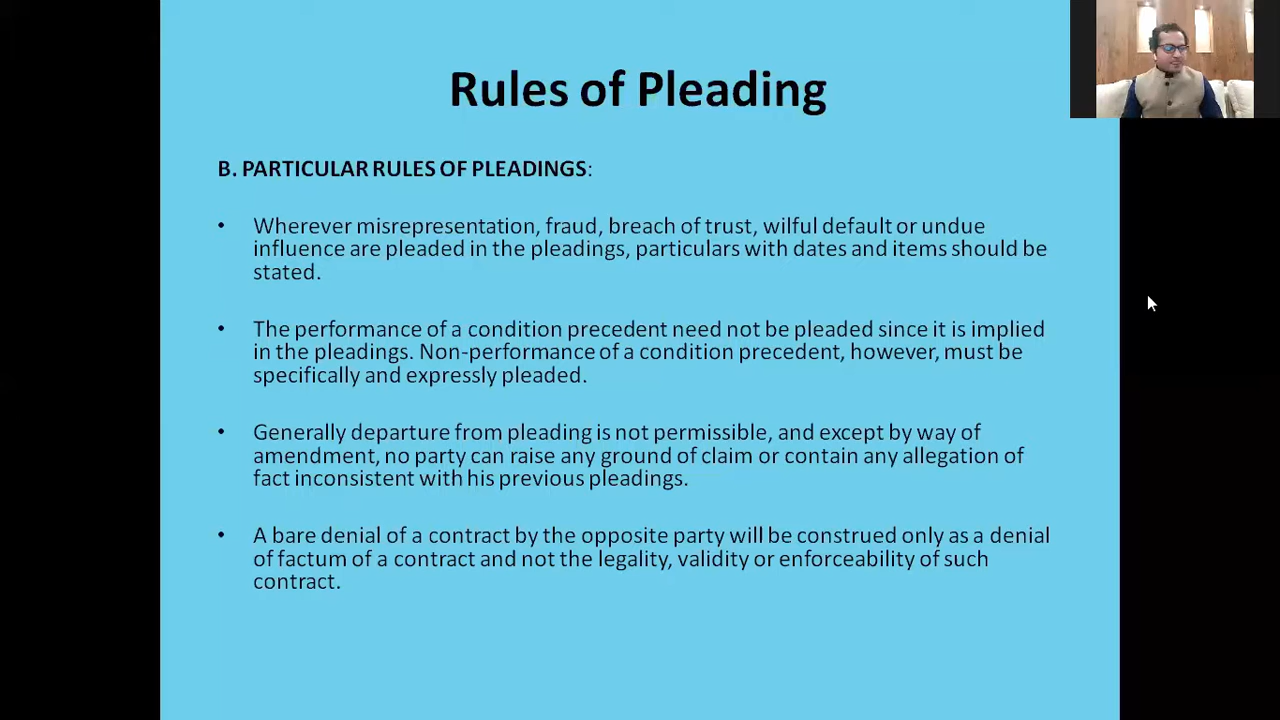 Rules of Pleading
B. PARTICULAR RULES OF PLEADINGS:
• Wherever misrepresentation, fraud, breach of trust, wilful default or undue
influence are pleaded in the pleadings, particulars with dates and items should be
stated.
• The performance of a condition precedent need not be pleaded since it is implied
in the pleadings. Non-performance of a condition precedent, however, must be
specifically and expressly pleaded.
• Generally departure from pleading is not permissible, and except by way of
amendment, no party can raise any ground of claim or contain any allegation of
fact inconsistent with his previous pleadings.
• A bare denial of a contract by the opposite party will be construed only as a denial
of factum of a contract and not the legality, validity or enforceability of such
contract.